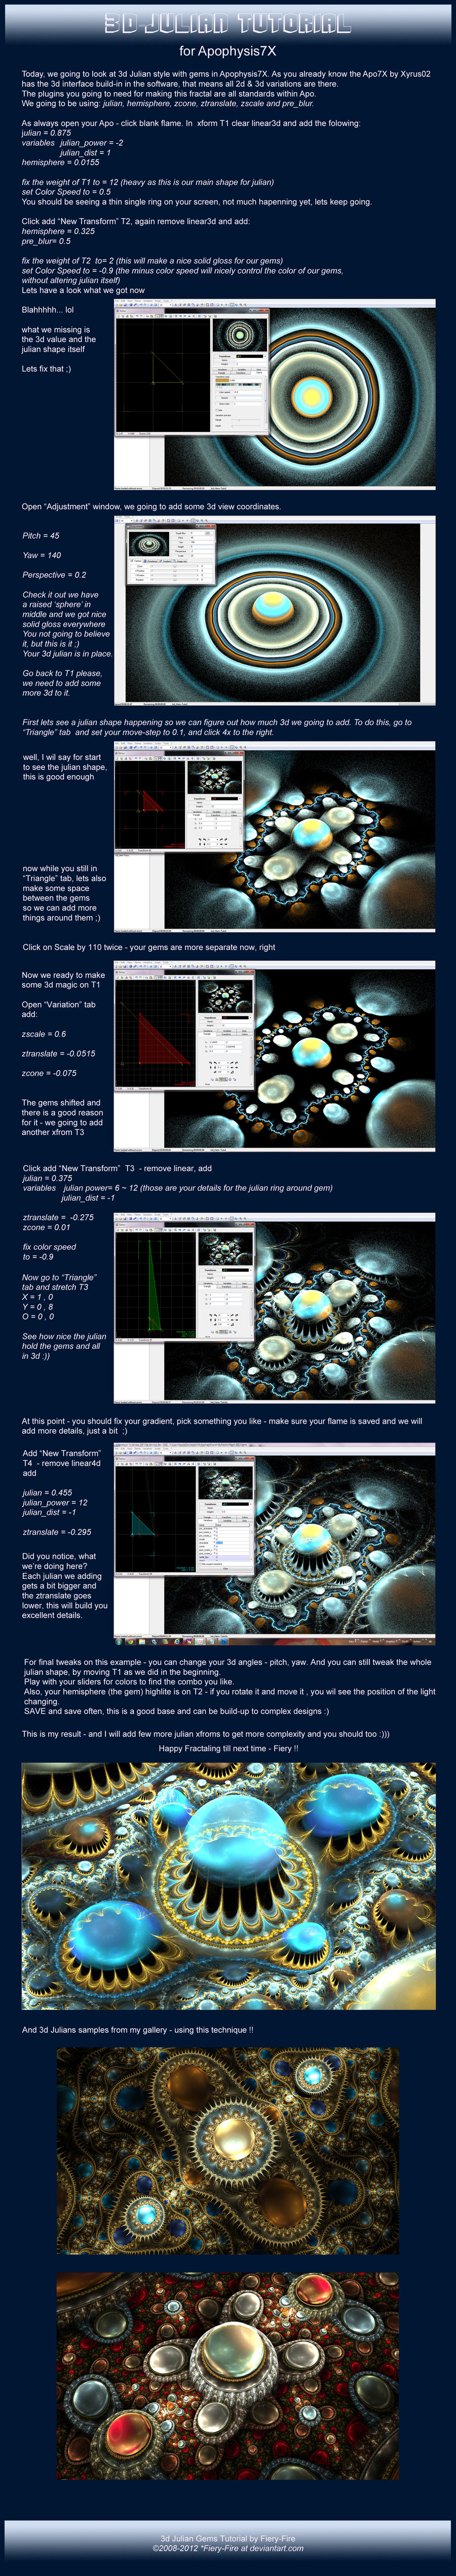 3D JULIAN TUTORIAL
for Apophysis7X
Today, we going to look at 3d Julian style with gems in Apophysis7X. As you already know the Apo7X by Xyrus02
has the 3d interface build-in in the software, that means all 2d & 3d variations are there.
The plugins you going to need for making this fractal are all standards within Apo.
We going to be using: julian, hemisphere, zcone, ztranslate, zscale and pre_blur.
As always open your Apo - click blank flame. In xform T1 clear linear3d and add the folowing:
julian = 0.875
variables julian_power = -2
julian_dist = 1
hemisphere = 0.0155
fix the weight of T1 to = 12 (heavy as this is our main shape for julian)
set Color Speed to = 0.5
You should be seeing a thin single ring on your screen, not much hapenning yet, lets keep going.
Click add “New Transform” T2, again remove linear3d and add:
hemisphere = 0.325
pre_blur= 0.5
fix the weight of T2 to= 2 (this will make a nice solid gloss for our gems)
set Color Speed to = -0.9 (the minus color speed will nicely control the color of our gems,
without altering julian itself)
Lets have a look what we got now
Blahhhhh... lol
what we missing is
the 3d value and the
julian shape itself
Lets fix that ;)
Open “Adjustment” window, we going to add some 3d view coordinates.
Pitch = 45
Yaw = 140
Perspective = 0.2
Check it out we have
a raised ‘sphere’ in
middle and we got nice
solid gloss everywhere
You not going to believe
it, but this is it ;)
Your 3d julian is in place.
Go back to T1 please,
we need to add some
more 3d to it.
First lets see a julian shape happening so we can figure out how much 3d we going to add. To do this, go to
“Triangle” tab and set your move-step to 0.1, and click 4x to the right.
well, I wil say for start
to see the julian shape,
this is good enough
now while you still in
“Triangle” tab, lets also
make some space
between the gems
so we can add more
things around them ;)
Click on Scale by 110 twice - your gems are more separate now, right
Now we ready to make
some 3d magic on T1
Open “Variation” tab
add:
zscale = 0.6
ztranslate = -0.0515
zcone = -0.075
The gems shifted and
there is a good reason
for it - we going to add
another xfrom T3
Click add “New Transform” T3 - remove linear, add
julian = 0.375
variables julian power= 6 ~ 12 (those are your details for the julian ring around gem)
julian_dist = -1
ztranslate = -0.275
zcone = 0.01
fix color speed
to = -0.9
Now go to “Triangle”
tab and stretch T3
X = 1 , 0
Y = 0 , 8
O = 0 , 0
See how nice the julian
hold the gems and all
in 3d :))
At this point - you should fix your gradient, pick something you like - make sure your flame is saved and we will
add more details, just a bit ;)
Add “New Transform”
T4 - remove linear4d
add
julian = 0.455
julian_power = 12
julian_dist = -1
ztranslate = -0.295
Did you notice, what
we're doing here?
Each julian we adding
gets a bit bigger and
the ztranslate goes
lower, this will build you
excellent details.
For final tweaks on this example - you can change your 3d angles - pitch, yaw. And you can still tweak the whole
julian shape, by moving T1 as we did in the beginning.
Play with your sliders for colors to find the combo you like.
Also, your hemisphere (the gem) highlite is on T2 - if you rotate it and move it , you wil see the position of the light
changing.
SAVE and save often, this is a good base and can be build-up to complex designs :)
This is my result - and I will add few more julian xfroms to get more complexity and you should too :)))
Happy Fractaling till next time - Fiery !!
And 3d Julians samples from my gallery - using this technique !!
3d Julian Gems Tutorial by Fiery-Fire
©2008-2012 *Fiery-Fire at deviantart.com